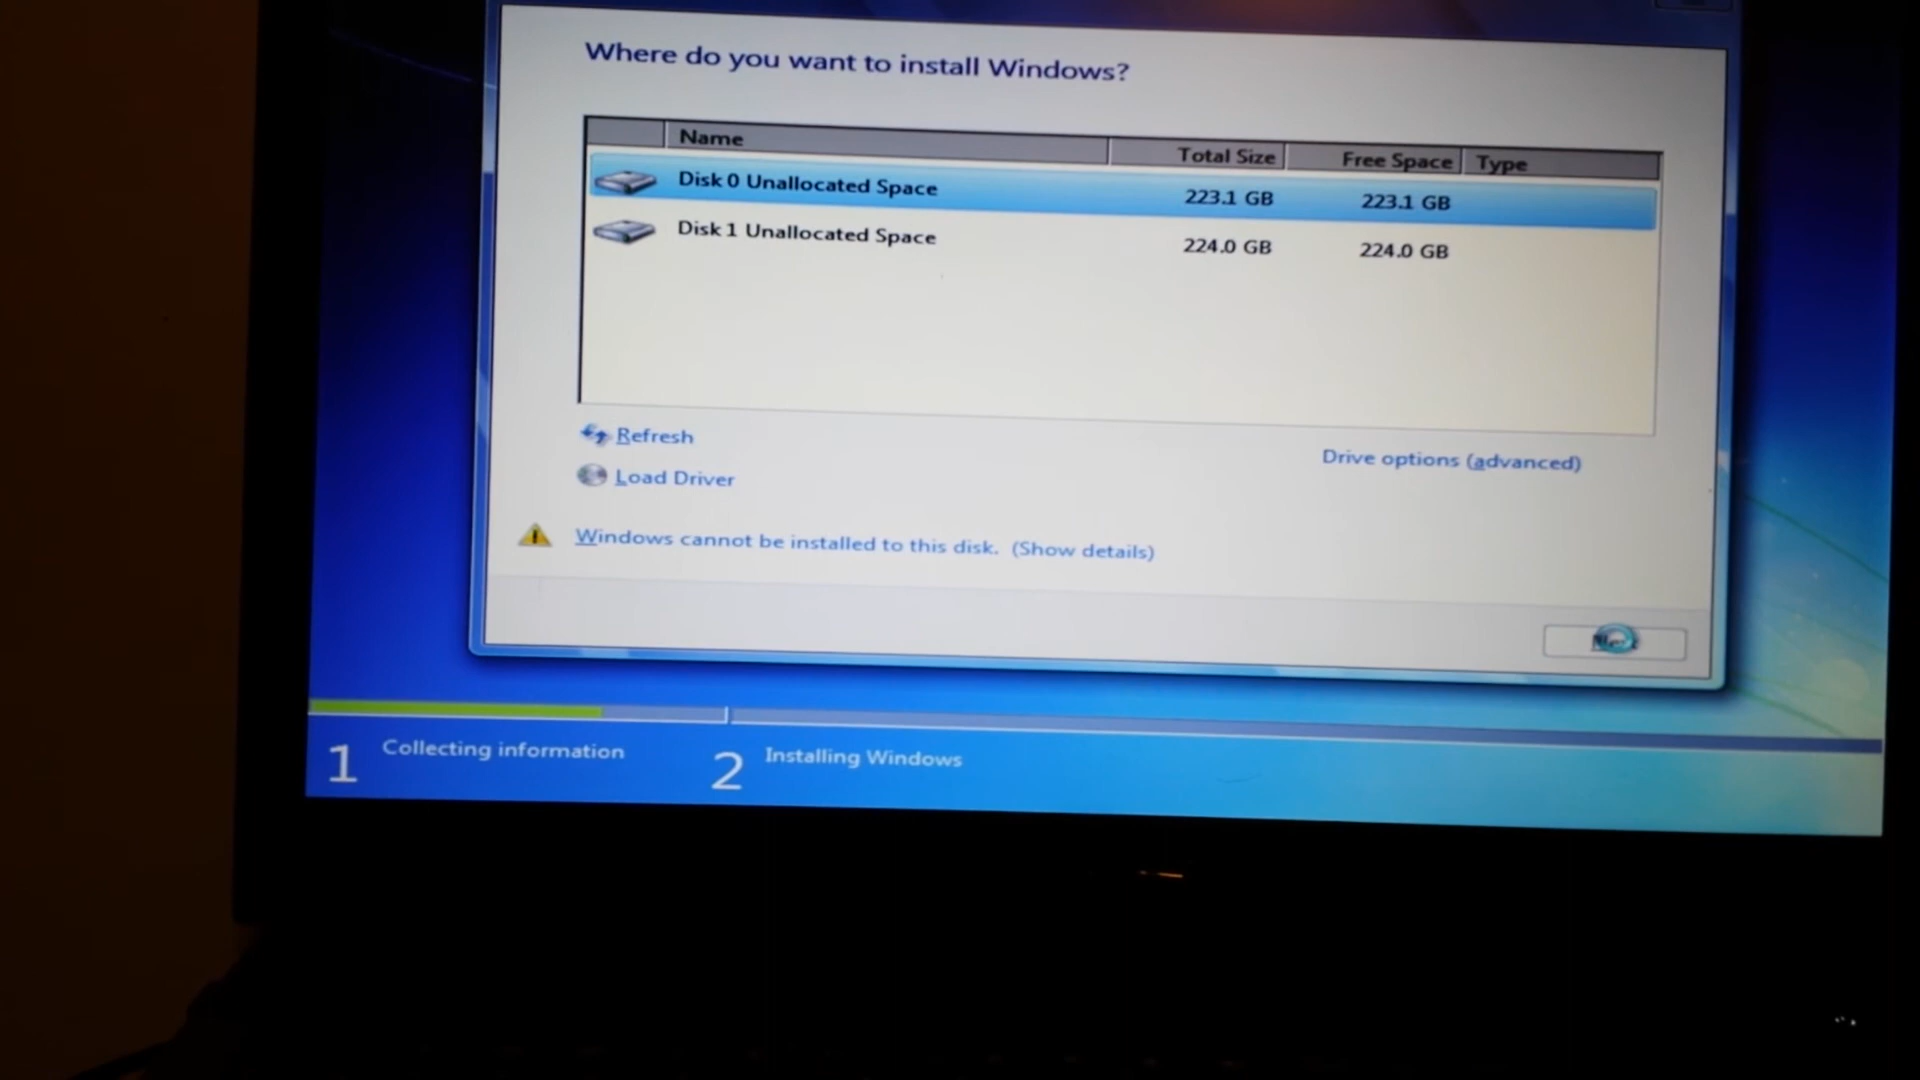 Where do you want to install Windows?
Name Total Size Free Space Type
Disk 0 Unallocated Space 223.1 GB 223.1 GB
Disk 1 Unallocated Space 224.0 GB 224.0 GB
Refresh
Drive options (advanced)
Load Driver
Windows cannot be installed to this disk. (Show details)
1 Collecting information 2 Installing Windows